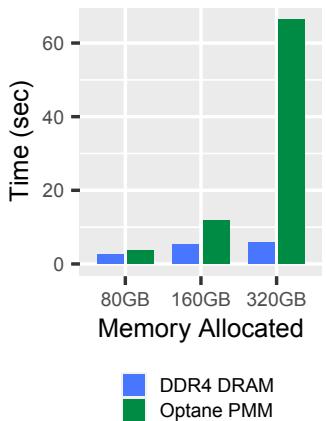 60
40
20
0
Time (sec)
80GB 160GB 320GB
Memory Allocated
DDR4 DRAM
Optane PMM